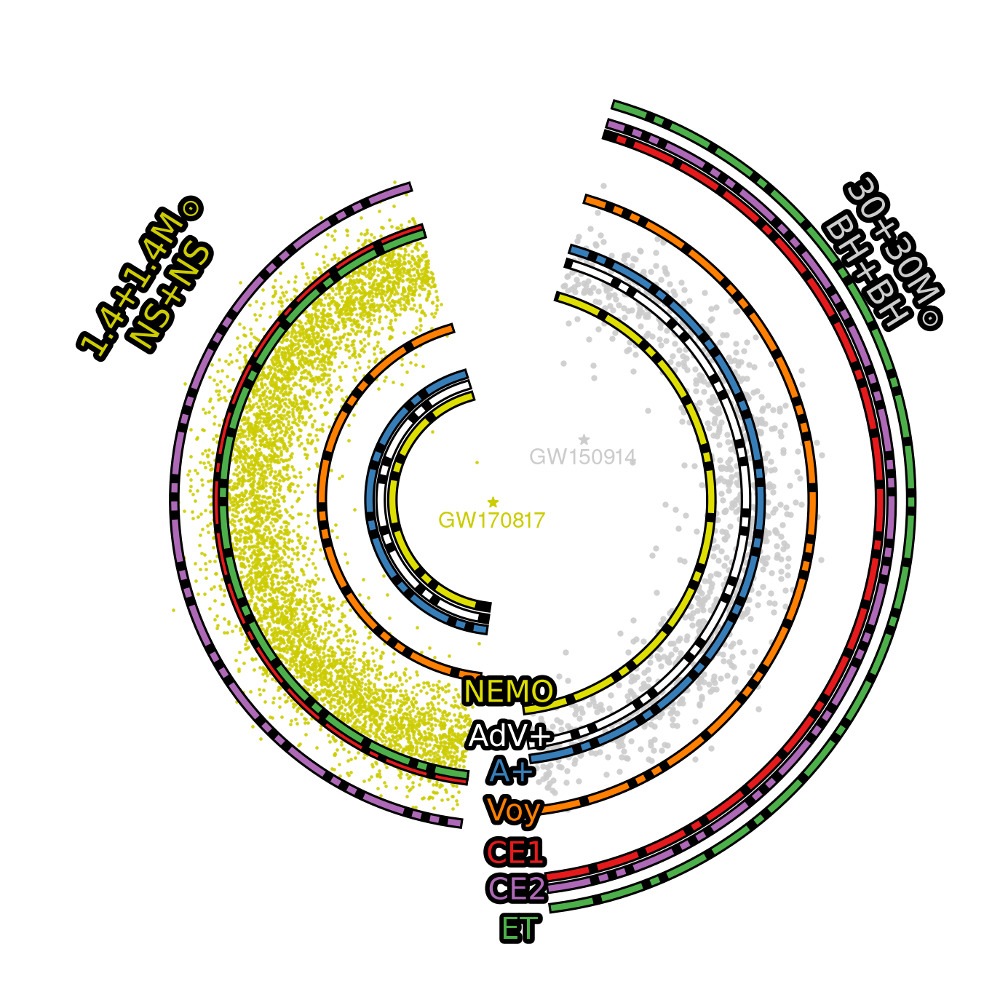 1.4+1.4M⊙
NS+NS
30+30M⊙
BH+BH
GW150914
GW170817
NEMO
AdV+
A+
Voy
CE1
CE2
ET